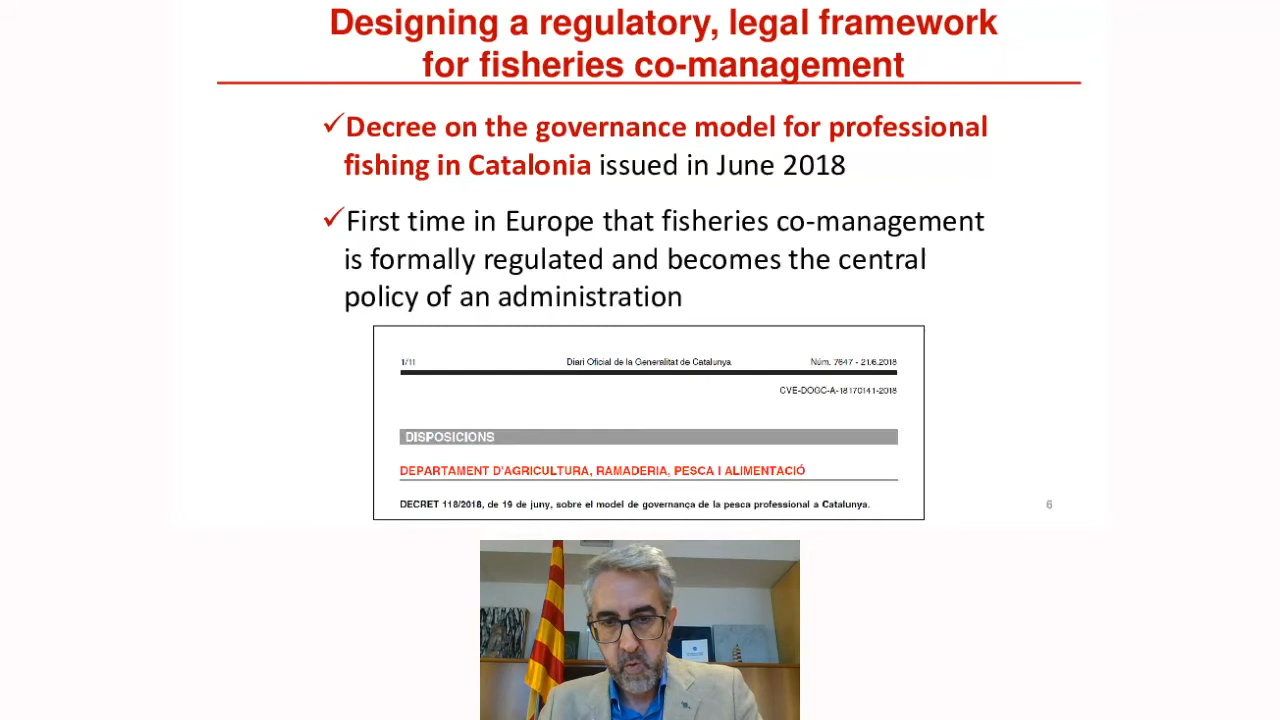 Designing a regulatory, legal framework
for fisheries co-management
✓Decree on the governance model for professional
fishing in Catalonia issued in June 2018
✓First time in Europe that fisheries co-management
is formally regulated and becomes the central
policy of an administration
1/11 Diari Oficial de la Generalitat de Catalunya Núm. 7647 - 21.6.2018
CVE-DOGC-A-18170141-2018
DISPOSICIONS
DEPARTAMENT D'AGRICULTURA, RAMADERIA, PESCA I ALIMENTACIÓ
DECRET 118/2018, de 19 de juny, sobre el model de governança de la pesca professional a Catalunya.
6